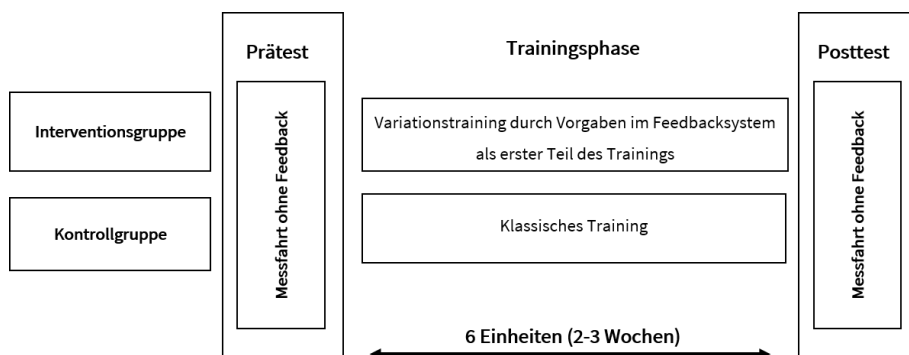 Prätest
Trainingsphase
Posttest
Interventionsgruppe
Messfahrt ohne Feedback
Variationstraining durch Vorgaben im Feedbacksystem
als erster Teil des Trainings
Messfahrt ohne Feedback
Kontrollgruppe
Klassisches Training
6 Einheiten (2-3 Wochen)